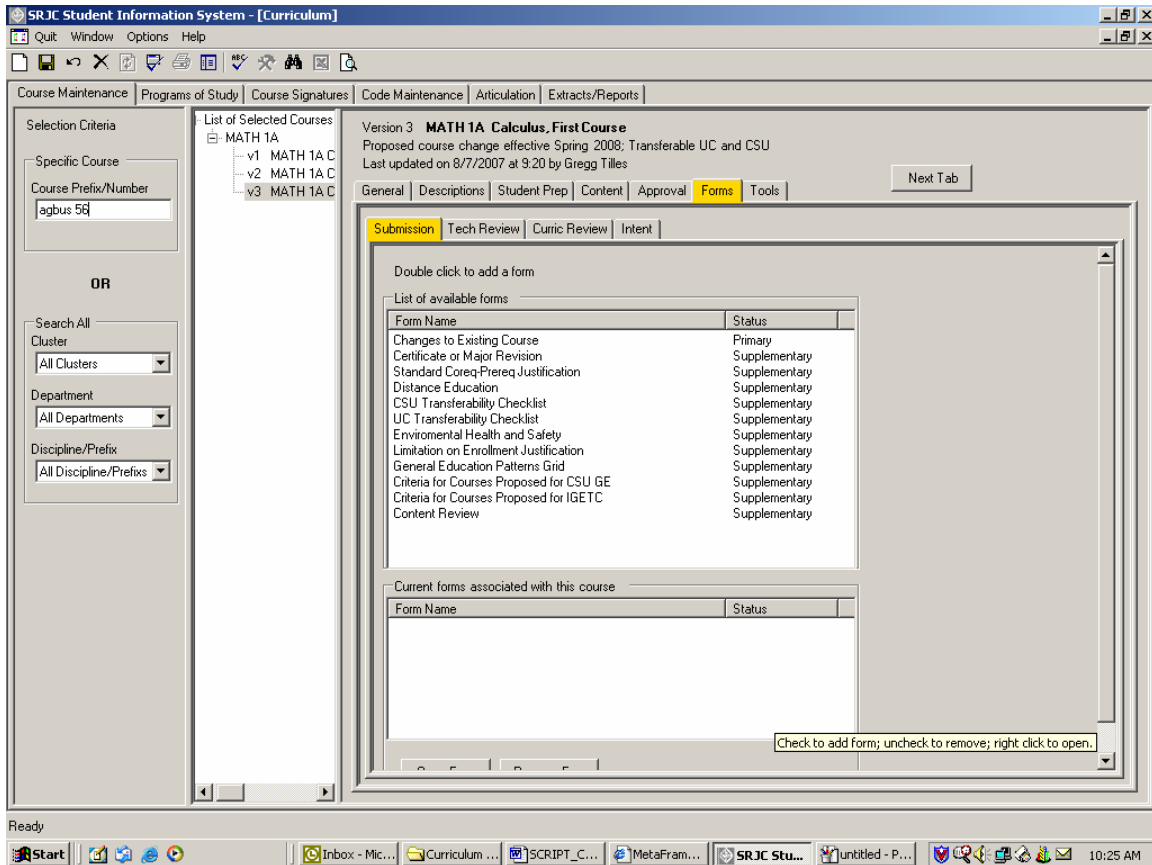 SRJC Student Information System - [Curriculum]
Quit Window Options Help
Course Maintenance Programs of Study Course Signatures Code Maintenance Articulation Extracts/Reports
Selection Criteria
Specific Course
Course Prefix/Number
agbus 56
OR
Search All
Cluster
All Clusters
Department
All Departments
Discipline/Prefix
All Discipline/Prefixs
List of Selected Courses
MATH 1A
v1 MATH 1A C
v2 MATH 1A C
v3 MATH 1A C
Version 3 MATH 1A Calculus, First Course
Proposed course change effective Spring 2008; Transferable UC and CSU
Last updated on 8/7/2007 at 9:20 by Gregg Tilles
Next Tab
General Descriptions Student Prep Content Approval Forms Tools
Submission Tech Review Curric Review Intent
Double click to add a form
List of available forms
Form Name Status
Changes to Existing Course Primary
Certificate or Major Revision Supplementary
Standard Coreq-Prereq Justification Supplementary
Distance Education Supplementary
CSU Transferability Checklist Supplementary
UC Transferability Checklist Supplementary
Enviromental Health and Safety Supplementary
Limitation on Enrollment Justification Supplementary
General Education Patterns Grid Supplementary
Criteria for Courses Proposed for CSU GE Supplementary
Criteria for Courses Proposed for IGETC Supplementary
Content Review Supplementary
Current forms associated with this course
Form Name Status
Check to add form; uncheck to remove; right click to open.
Ready
Start Inbox - Mic... Curriculum ... SCRIPT_C... MetaFram... SRJC Stu... untitled - P... 10:25 AM